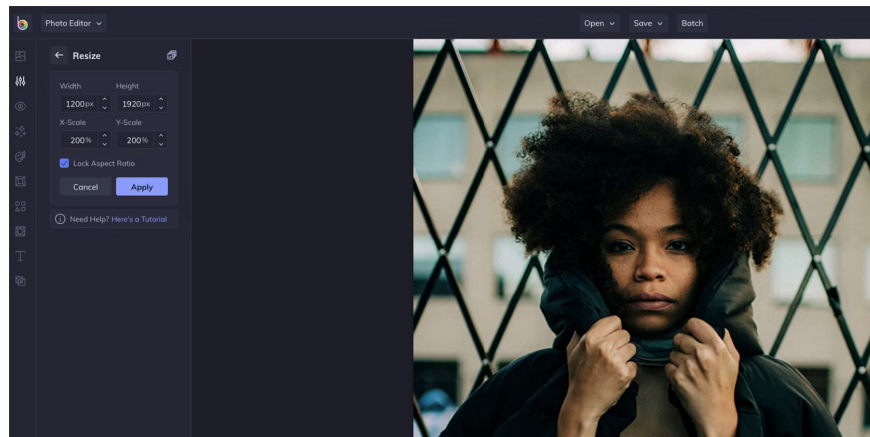 Photo Editor
Open
Save
Batch
Resize
Width Height
1200px 1920px
X-Scale Y-Scale
200% 200%
Lock Aspect Ratio
Cancel Apply
Need Help? Here's a Tutorial